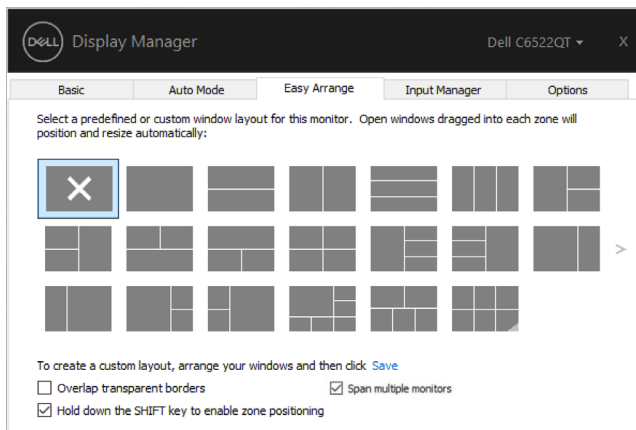 DELL Display Manager Dell C6522QT X
Basic Auto Mode Easy Arrange Input Manager Options
Select a predefined or custom window layout for this monitor. Open windows dragged into each zone will
position and resize automatically:
To create a custom layout, arrange your windows and then click Save
Overlap transparent borders Span multiple monitors
Hold down the SHIFT key to enable zone positioning